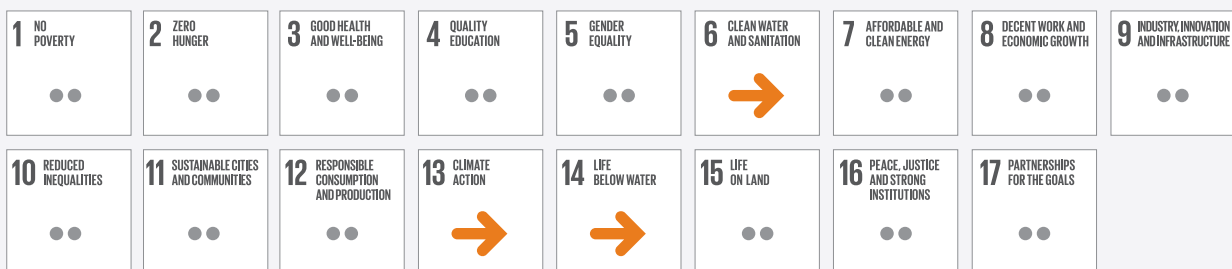 1 NO
POVERTY
2 ZERO
HUNGER
3 GOOD HEALTH
AND WELL-BEING
4 QUALITY
EDUCATION
5 GENDER
EQUALITY
6 CLEAN WATER
AND SANITATION
7 AFFORDABLE AND
CLEAN ENERGY
8 DECENT WORK AND
ECONOMIC GROWTH
9 INDUSTRY, INNOVATION
AND INFRASTRUCTURE
10 REDUCED
INEQUALITIES
11 SUSTAINABLE CITIES
AND COMMUNITIES
12 RESPONSIBLE
CONSUMPTION
AND PRODUCTION
13 CLIMATE
ACTION
14 LIFE
BELOW WATER
15 LIFE
ON LAND
16 PEACE, JUSTICE
AND STRONG
INSTITUTIONS
17 PARTNERSHIPS
FOR THE GOALS